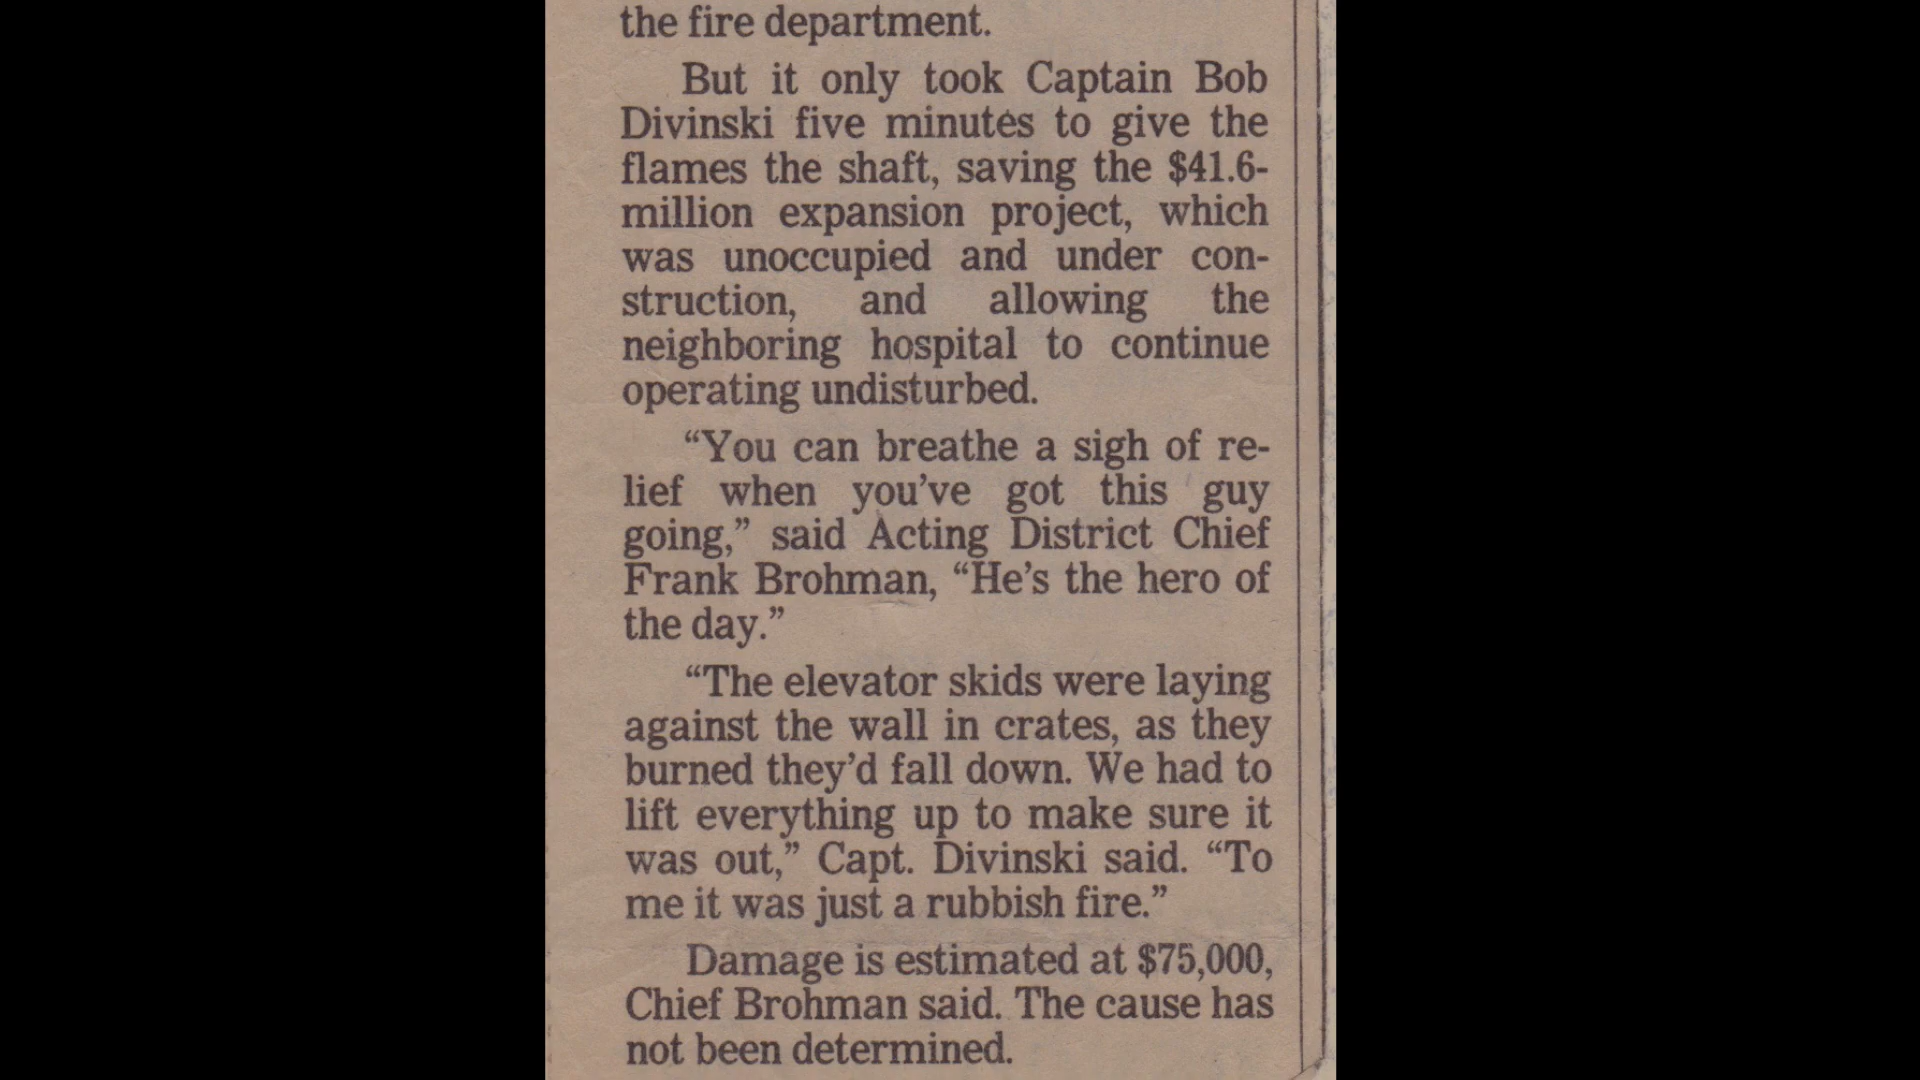 the fire department.
But it only took Captain Bob
Divinski five minutes to give the
flames the shaft, saving the $41.6-
million expansion project, which
was unoccupied and under con-
struction, and allowing the
neighboring hospital to continue
operating undisturbed.
“You can breathe a sigh of re-
lief when you’ve got this guy
going,” said Acting District Chief
Frank Brohman, “He’s the hero of
the day.”
“The elevator skids were laying
against the wall in crates, as they
burned they’d fall down. We had to
lift everything up to make sure it
was out,” Capt. Divinski said. “To
me it was just a rubbish fire.”
Damage is estimated at $75,000,
Chief Brohman said. The cause has
not been determined.